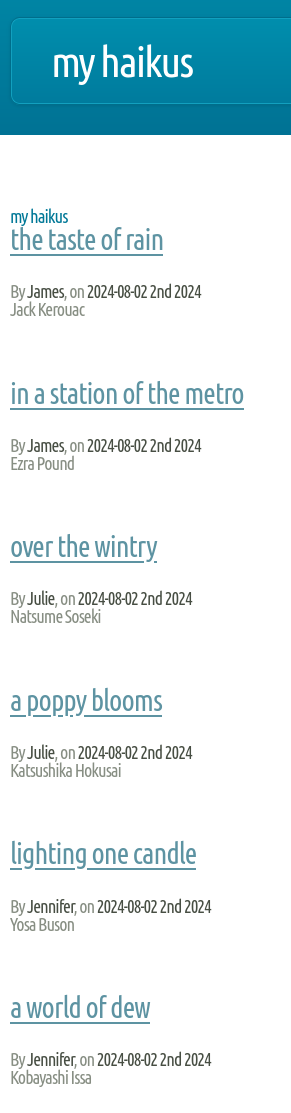 my haikus
my haikus
the taste of rain
By James, on 2024-08-02 2nd 2024
Jack Kerouac
in a station of the metro
By James, on 2024-08-02 2nd 2024
Ezra Pound
over the wintry
By Julie, on 2024-08-02 2nd 2024
Natsume Soseki
a poppy blooms
By Julie, on 2024-08-02 2nd 2024
Katsushika Hokusai
lighting one candle
By Jennifer, on 2024-08-02 2nd 2024
Yosa Buson
a world of dew
By Jennifer, on 2024-08-02 2nd 2024
Kobayashi Issa